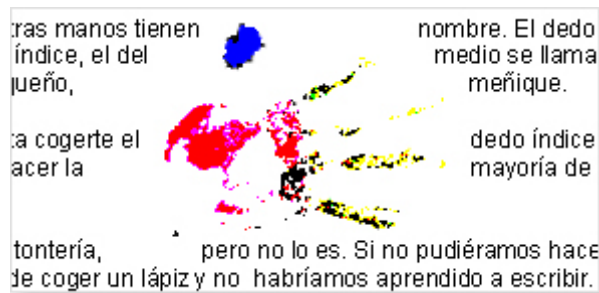 tras manos tienen nombre. El dedo
índice, el del medio se llama
queño, meñique.
ta cogerte el dedo índice
acer la mayoría de
tontería, pero no lo es. Si no pudiéramos hace
de coger un lápiz y no habríamos aprendido a escribir.